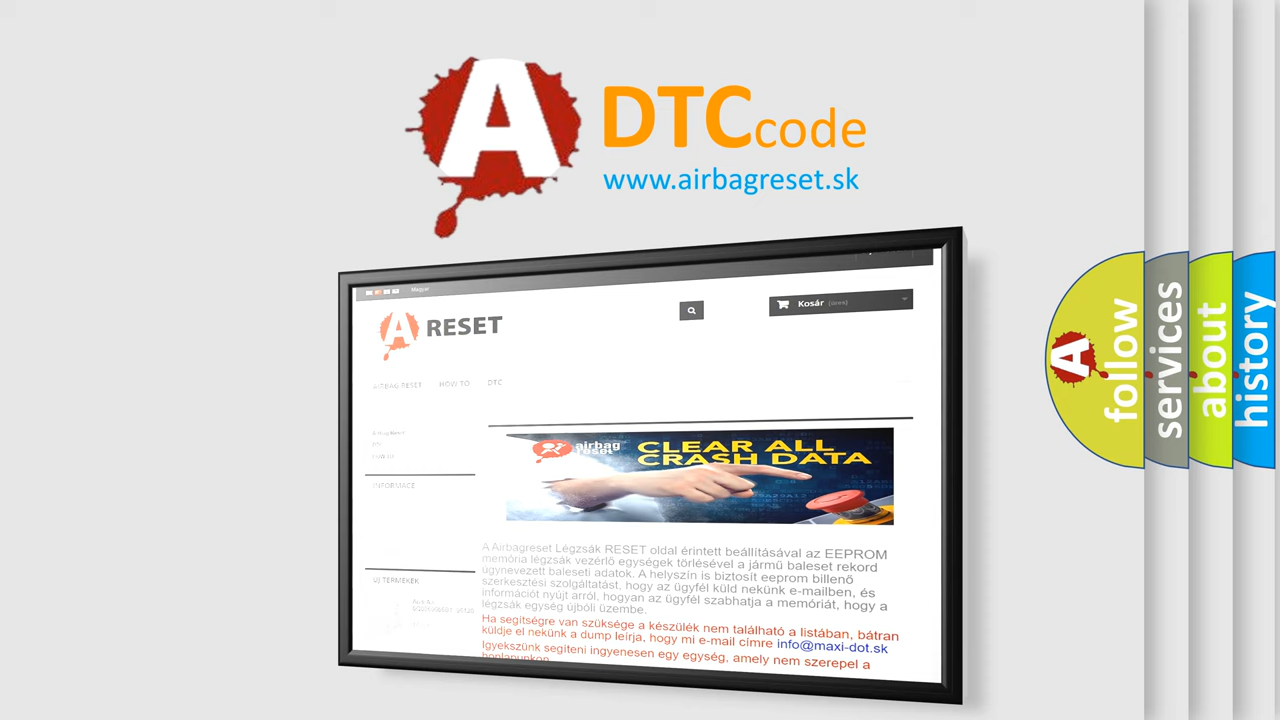 A DTC code
www.airbagreset.sk
Magyar
Kosár (üres)
A RESET
AIRBAG RESET HOW TO DTC
INFORMACE
ÚJ TERMÉKEK
airbag
reset
CLEAR ALL
CRASH DATA
A Airbagreset Légzsák RESET oldal érintett beállításával az EEPROM
memória légzsák vezérlő egységek törlésével a jármű baleset rekord
úgynevezett baleseti adatok. A helyszín is biztosít eeprom billenő
szerkesztési szolgáltatást, hogy az ügyfél küld nekünk e-mailben, és
információt nyújt arról, hogyan az ügyfél szabhatja a memóriát, hogy a
légzsák egység újbóli üzembe.
Ha segítségre van szüksége a készülék nem található a listában, bátran
küldje el nekünk a dump leírja, hogy mi e-mail címre info@maxi-dot.sk
Igyekszünk segíteni ingyenesen egy egység, amely nem szerepel a
honlapunkon
A follow
services
about
history